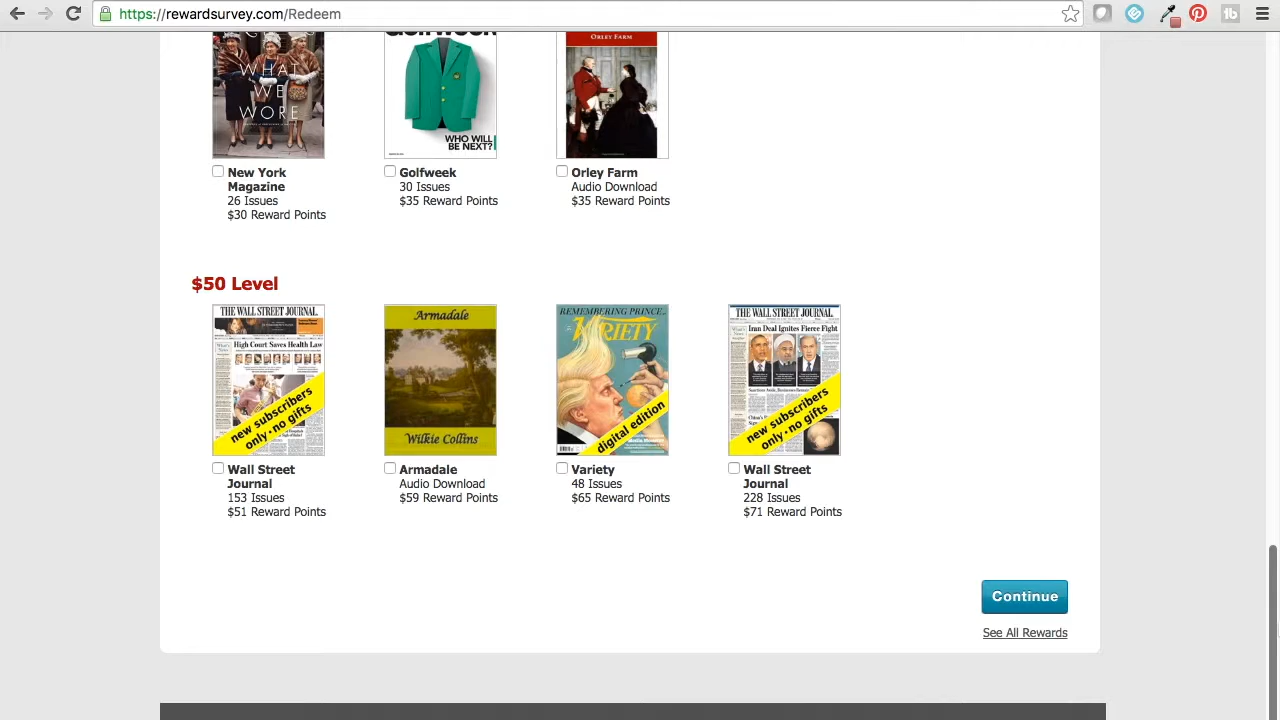 https://rewardsurvey.com/Redeem
WHAT
WE
WORE
WHO WILL
BE NEXT?
ORLEY FARM
New York
Magazine
26 Issues
$30 Reward Points
Golfweek
30 Issues
$35 Reward Points
Orley Farm
Audio Download
$35 Reward Points
$50 Level
THE WALL STREET JOURNAL.
High Court Saves Health Law
new subscribers
only • no gifts
Armadale
Wilkie Collins
REMEMBERING PRINCE
VARIETY
digital edition
THE WALL STREET JOURNAL.
Iran Deal Ignites Fierce Fight
new subscribers
only • no gifts
Wall Street
Journal
153 Issues
$51 Reward Points
Armadale
Audio Download
$59 Reward Points
Variety
48 Issues
$65 Reward Points
Wall Street
Journal
228 Issues
$71 Reward Points
Continue
See All Rewards